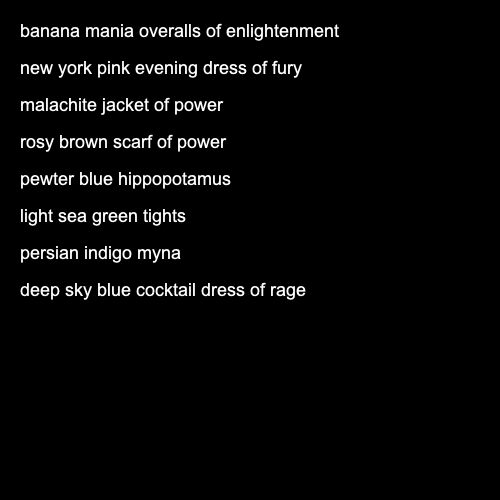 banana mania overalls of enlightenment
new york pink evening dress of fury
malachite jacket of power
rosy brown scarf of power
pewter blue hippopotamus
light sea green tights
persian indigo myna
deep sky blue cocktail dress of rage